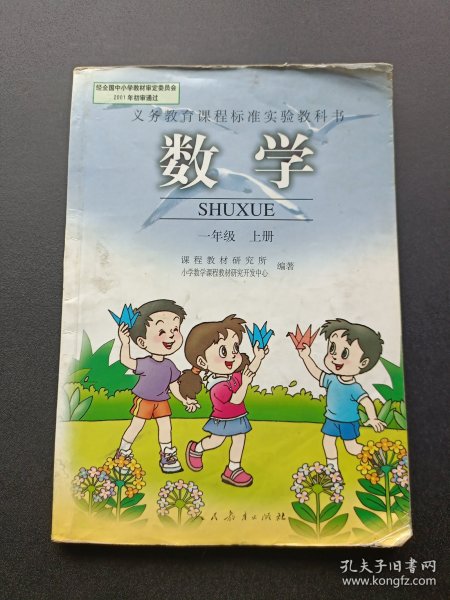 经全国中小学教材审定委员会
2001年初审通过
义务教育课程标准实验教科书
数学
SHUXUE
一年级 上册
课程教材研究所
小学数学课程教材研究开发中心
编著
人民教育出版社
孔夫子旧书网
www.kongfz.com